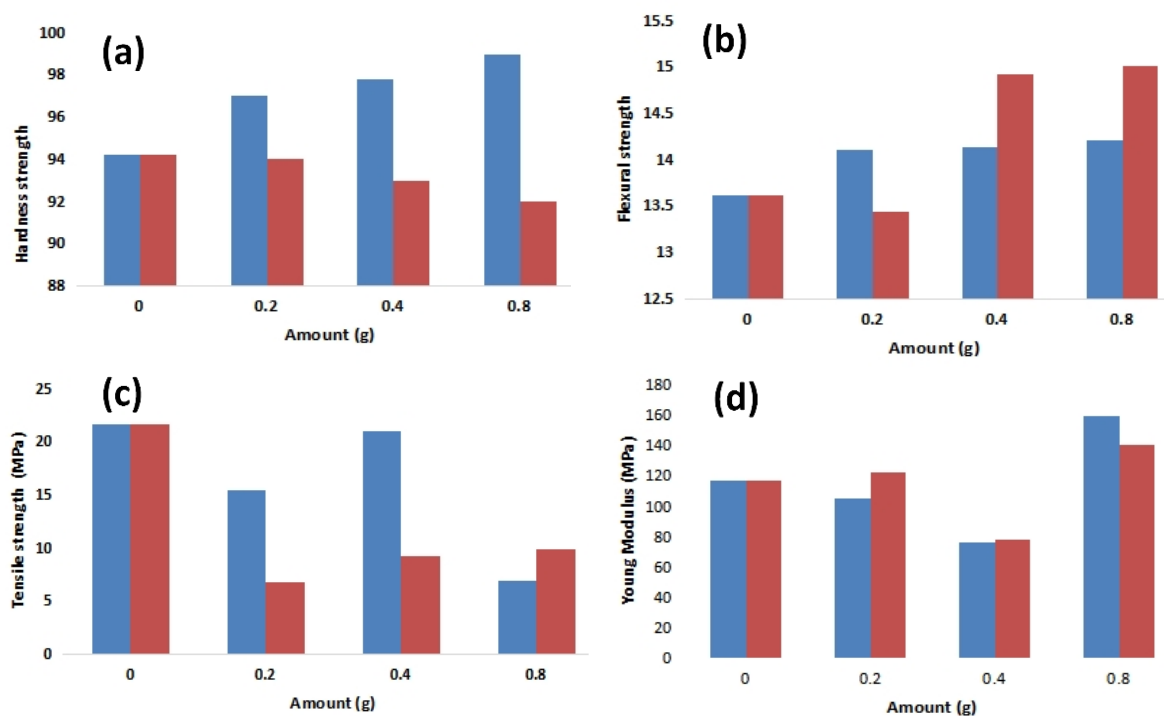 (a)
Hardness strength
100
98
96
94
92
90
88
0 0.2 0.4 0.8
Amount (g)
(b)
Flexural strength
15.5
15
14.5
14
13.5
13
12.5
0 0.2 0.4 0.8
Amount (g)
(c)
Tensile strength (MPa)
25
20
15
10
5
0
0 0.2 0.4 0.8
Amount (g)
(d)
Young Modulus (MPa)
180
160
140
120
100
80
60
40
20
0
0 0.2 0.4 0.8
Amount (g)